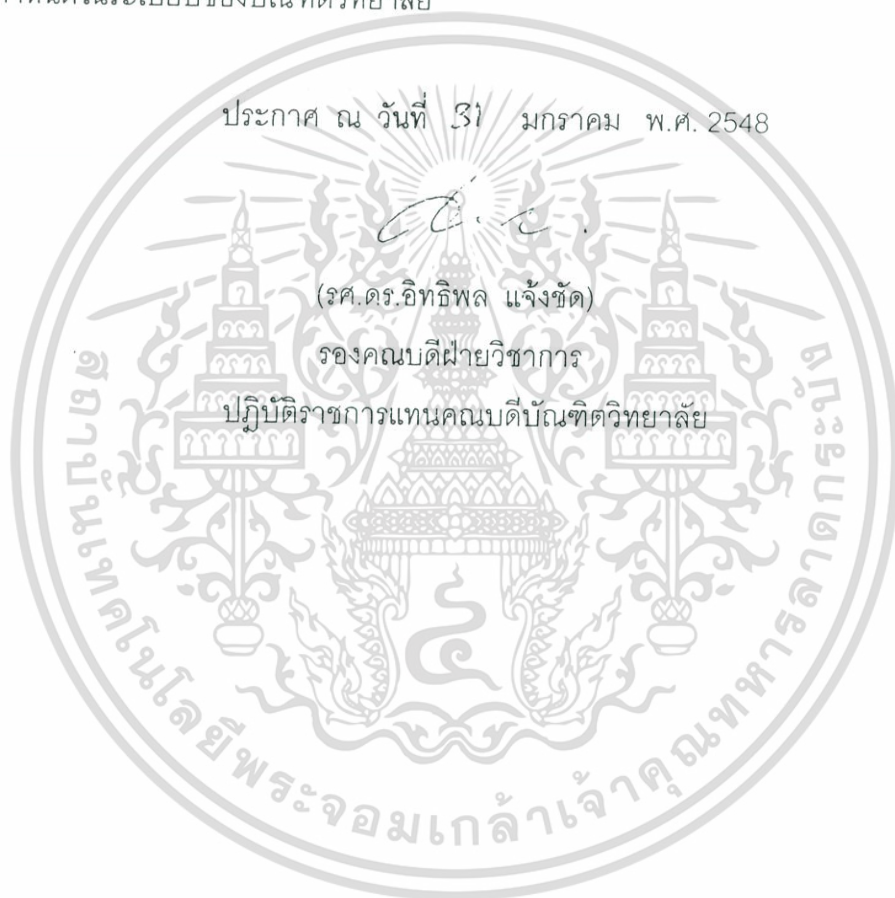 ประกาศ ณ วันที่ 31 มกราคม พ.ศ. 2548
(รศ.ดร.อิทธิพล แจ้งชัด)
รองคณบดีฝ่ายวิชาการ
ปฏิบัติราชการแทนคณบดีบัณฑิตวิทยาลัย
สถาบันเทคโนโลยีพระจอมเกล้าเจ้าคุณทหารลาดกระบัง